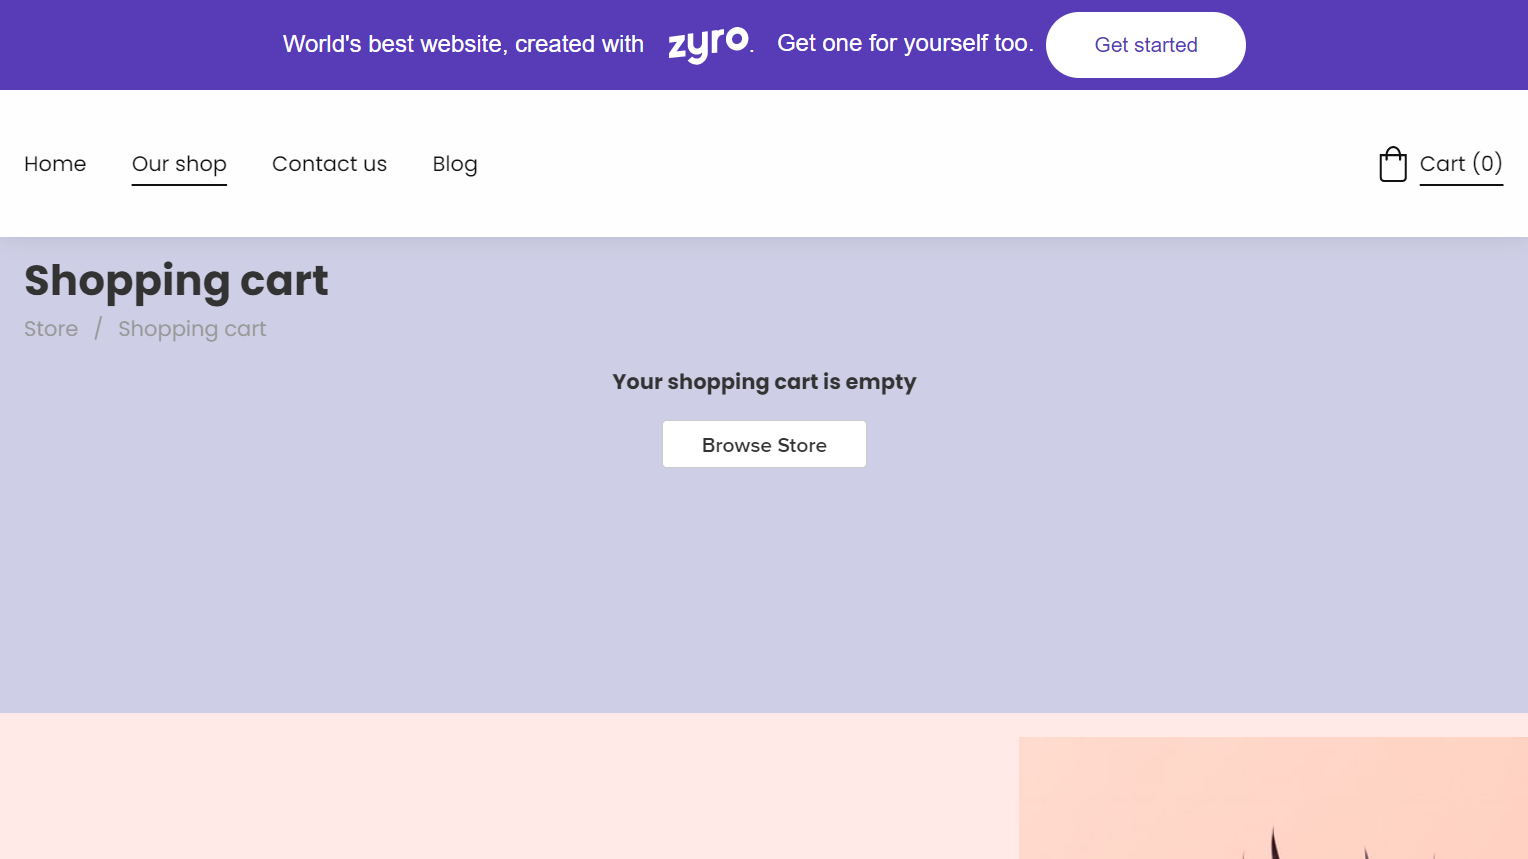 World's best website, created with zyro. Get one for yourself too. Get started
Home Our shop Contact us Blog Cart (0)
Shopping cart
Store / Shopping cart
Your shopping cart is empty
Browse Store